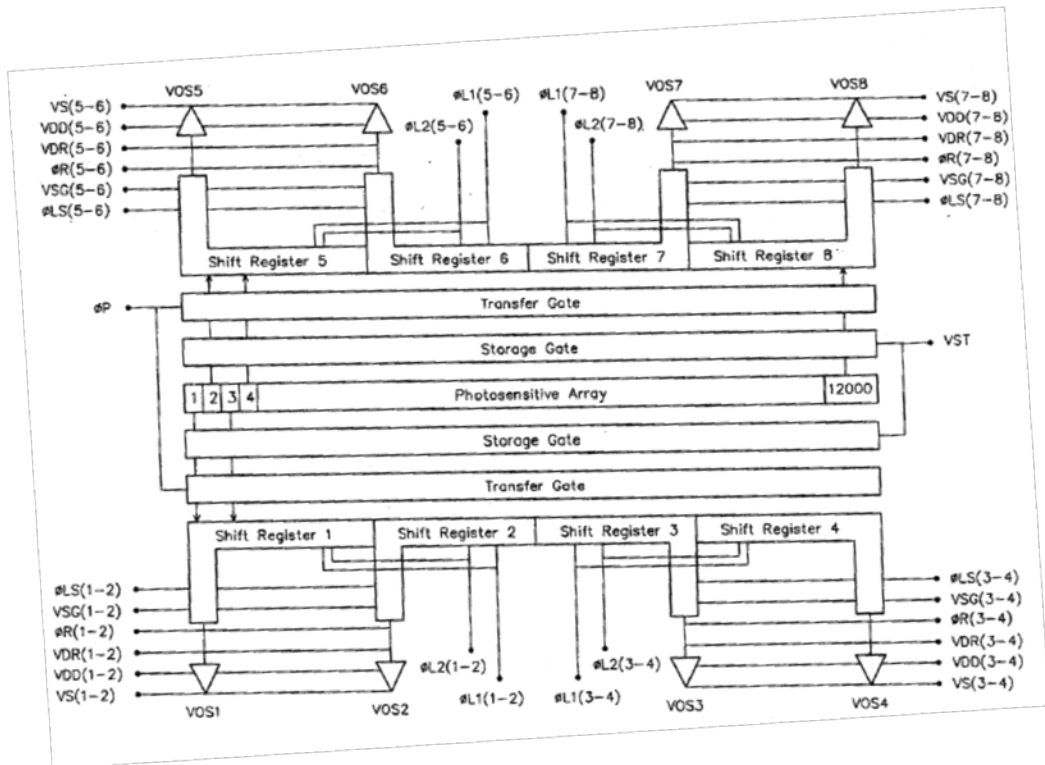 VOS5 VOS6 øL1(5-6) øL1(7-8) VOS7 VOS8
VS(5-6) VS(7-8)
VDD(5-6) øL2(5-6) øL2(7-8) VDD(7-8)
VDR(5-6) VDR(7-8)
øR(5-6) øR(7-8)
VSG(5-6) VSG(7-8)
øLS(5-6) øLS(7-8)
Shift Register 5 Shift Register 6 Shift Register 7 Shift Register 8
øP Transfer Gate
Storage Gate VST
1 2 3 4 Photosensitive Array 12000
Storage Gate
Transfer Gate
Shift Register 1 Shift Register 2 Shift Register 3 Shift Register 4
øLS(1-2) øLS(3-4)
VSG(1-2) VSG(3-4)
øR(1-2) øR(3-4)
VDR(1-2) øL2(1-2) øL2(3-4) VDR(3-4)
VDD(1-2) VDD(3-4)
VS(1-2) øL1(1-2) øL1(3-4) VS(3-4)
VOS1 VOS2 VOS3 VOS4